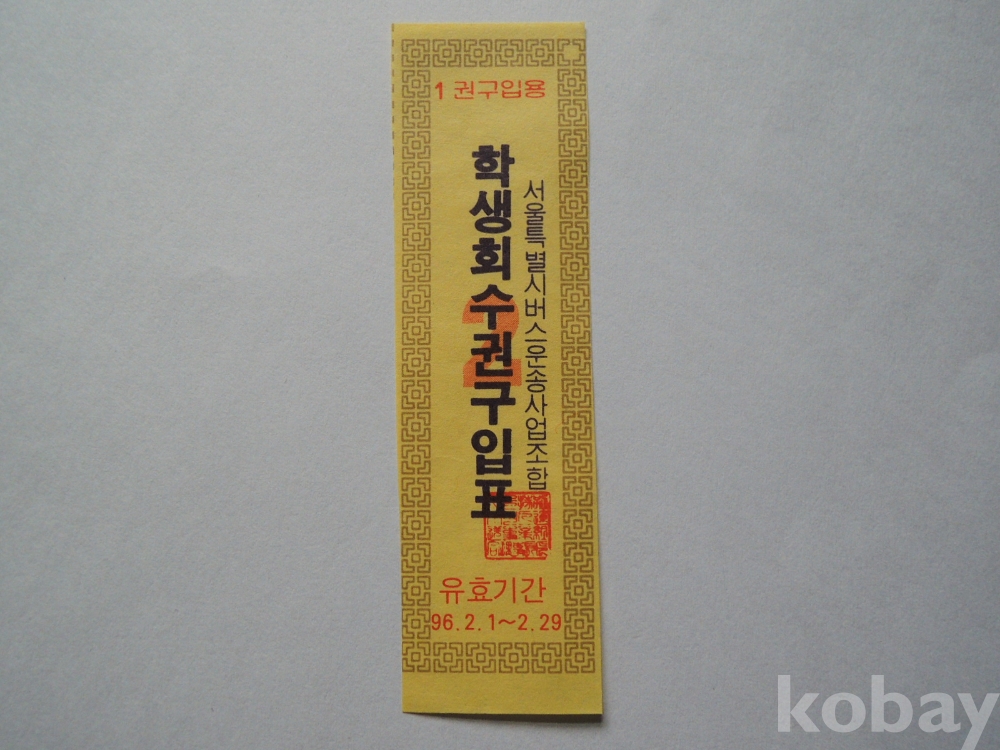 1 권구입용
학생회수권구입표
2
서울특별시버스운송사업조합
유효기간
96.2.1~2.29
kobay